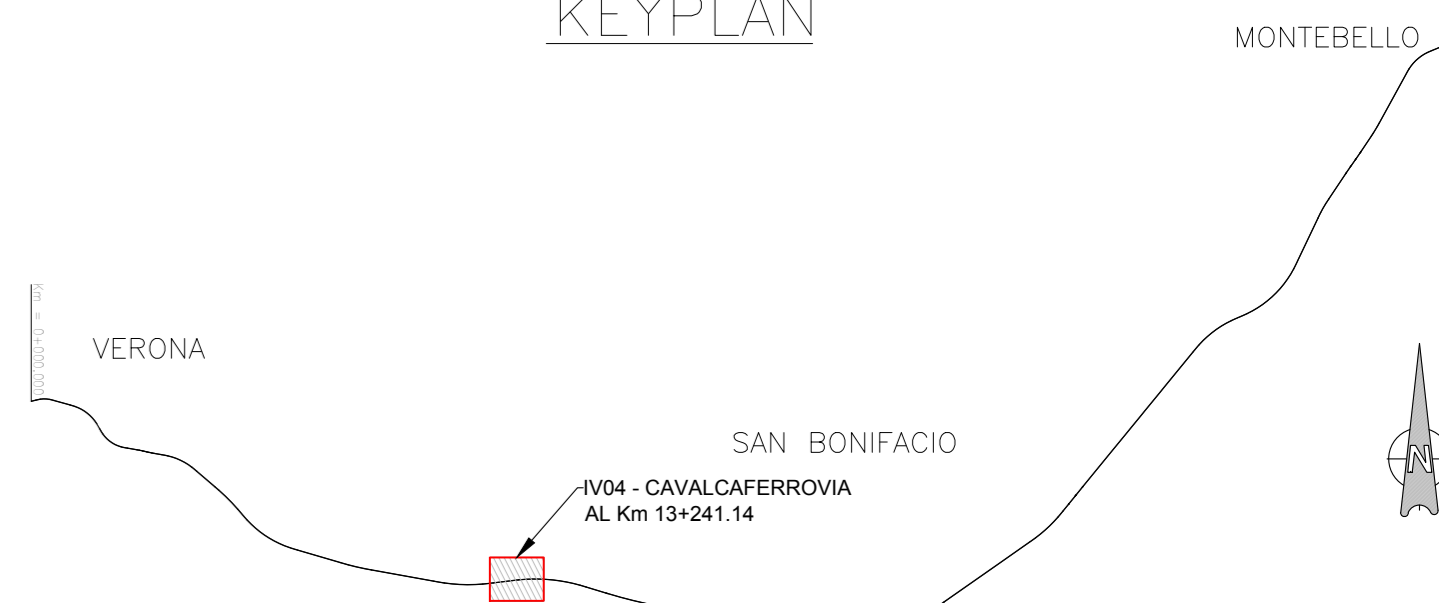 KEYPLAN
MONTEBELLO
Km = 0+000.000
VERONA
SAN BONIFACIO
IV04 - CAVALCAFERROVIA
AL Km 13+241.14
N